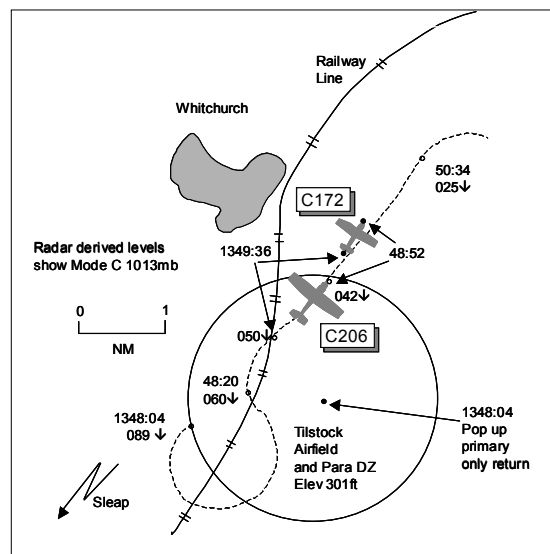 Railway
Line
Whitchurch
50:34
025↓
C172
Radar derived levels
show Mode C 1013mb
1349:36
48:52
0
1
NM
042↓
C206
050↓
48:20
060↓
1348:04
089 ↓
Tilstock
Airfield
and Para DZ
Elev 301ft
1348:04
Pop up
primary
only return
Sleap